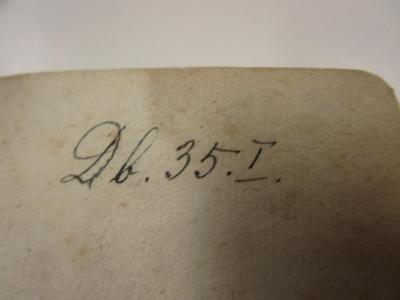 Db. 35. I.